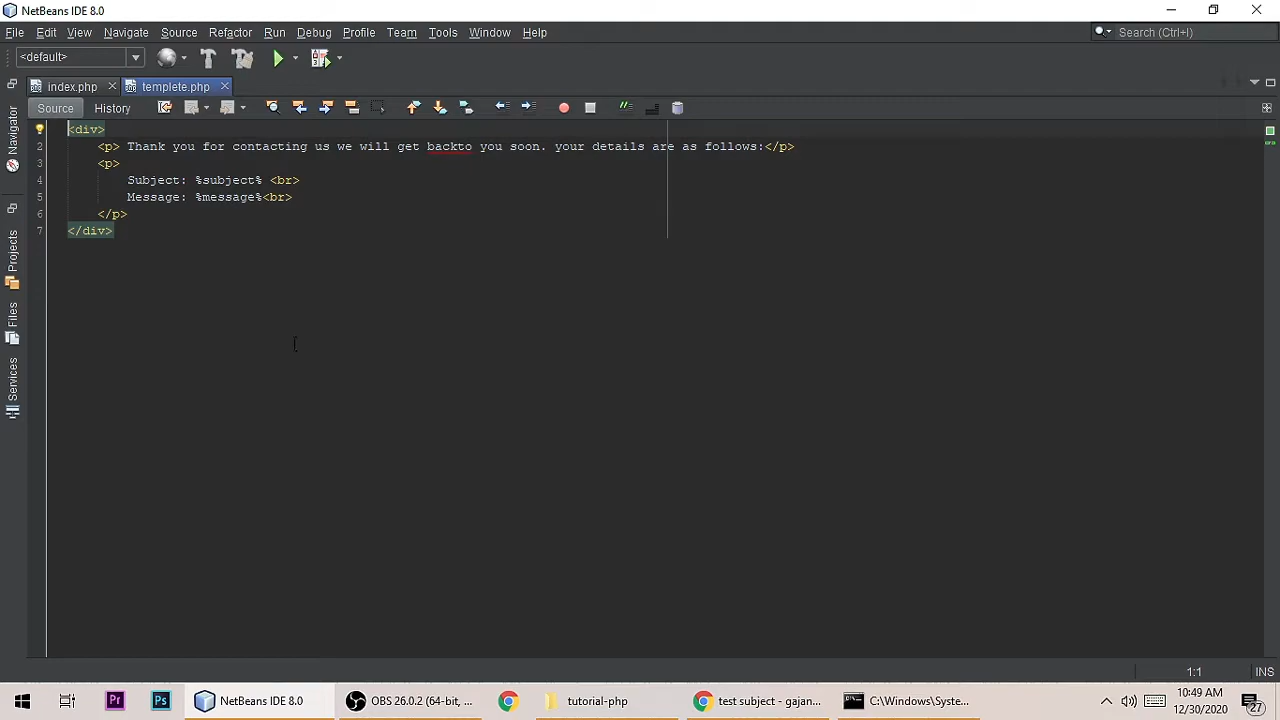 NetBeans IDE 8.0
File Edit View Navigate Source Refactor Run Debug Profile Team Tools Window Help
Search (Ctrl+I)
<default>
index.php
templete.php
Source History
Navigator
Projects
Files
Services
<div>
2 <p> Thank you for contacting us we will get backto you soon. your details are as follows:</p>
3 <p>
4 Subject: %subject% <br>
5 Message: %message%<br>
6 </p>
7 </div>
1:1 INS
Pr
Ps
NetBeans IDE 8.0
OBS 26.0.2 (64-bi...
tutorial-php
test subject - gajan...
C:\Windows\Syste...
10:49 AM
12/30/2020
27